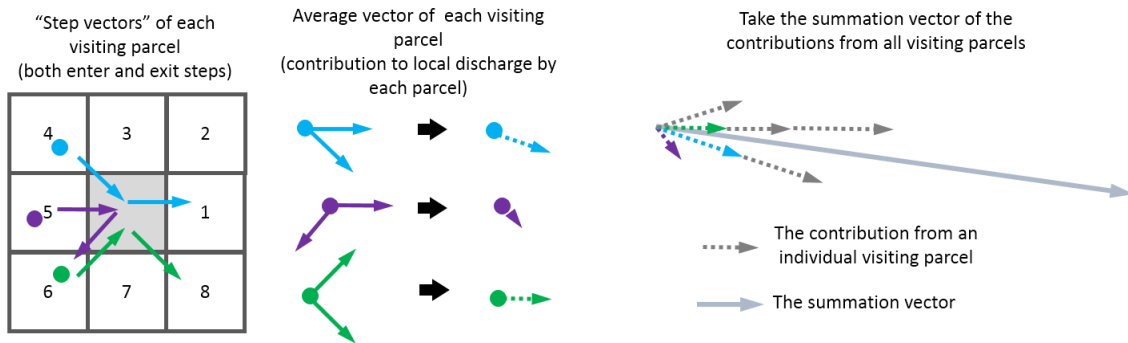 “Step vectors” of each
visiting parcel
(both enter and exit steps)
4 3 2
5 1
6 7 8
Average vector of each visiting
parcel
(contribution to local discharge by
each parcel)
Take the summation vector of the
contributions from all visiting parcels
The contribution from an
individual visiting parcel
The summation vector